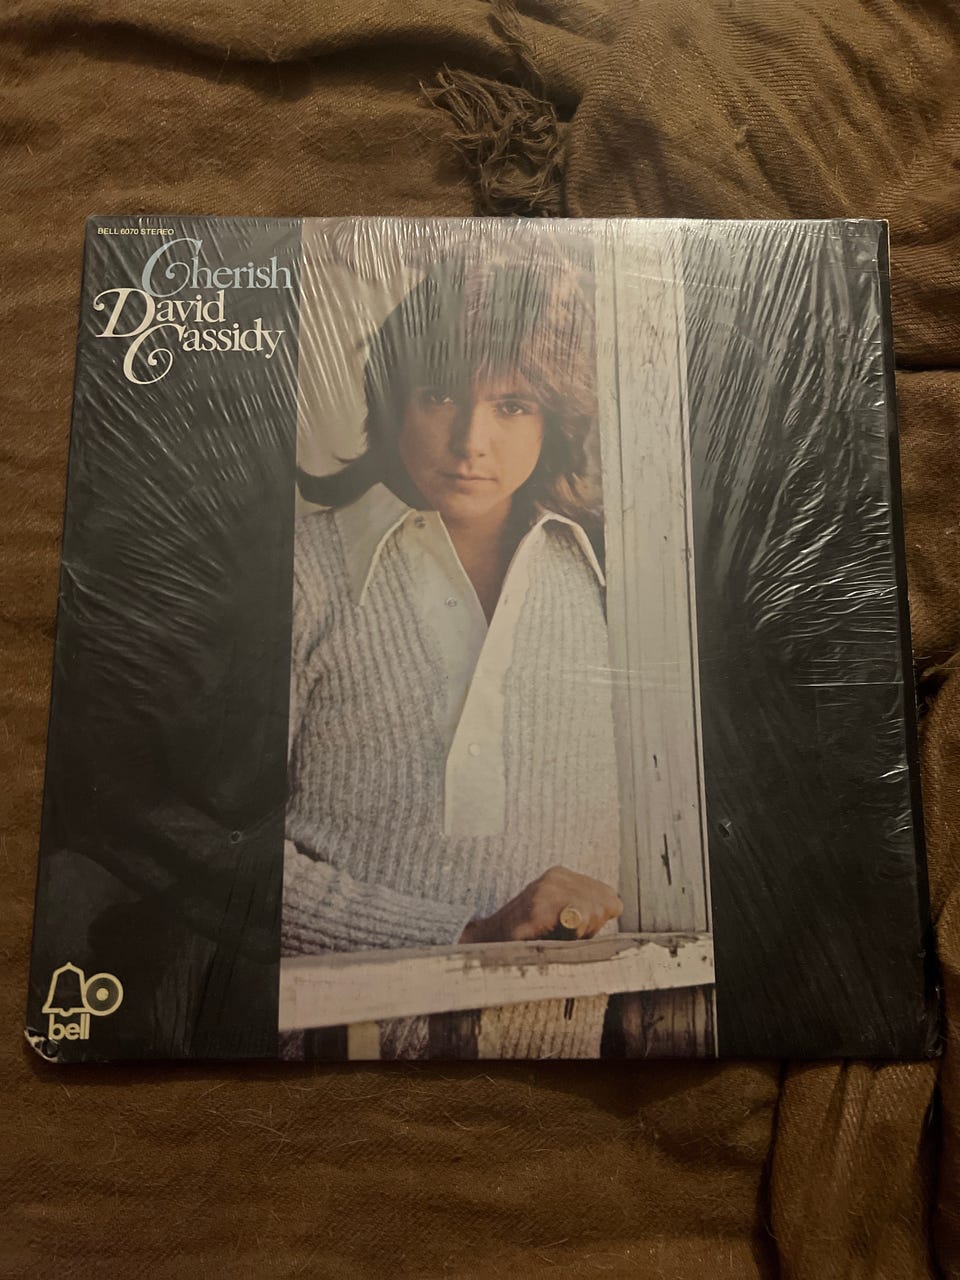 BELL 6070 STEREO
Cherish
David
Cassidy
bell